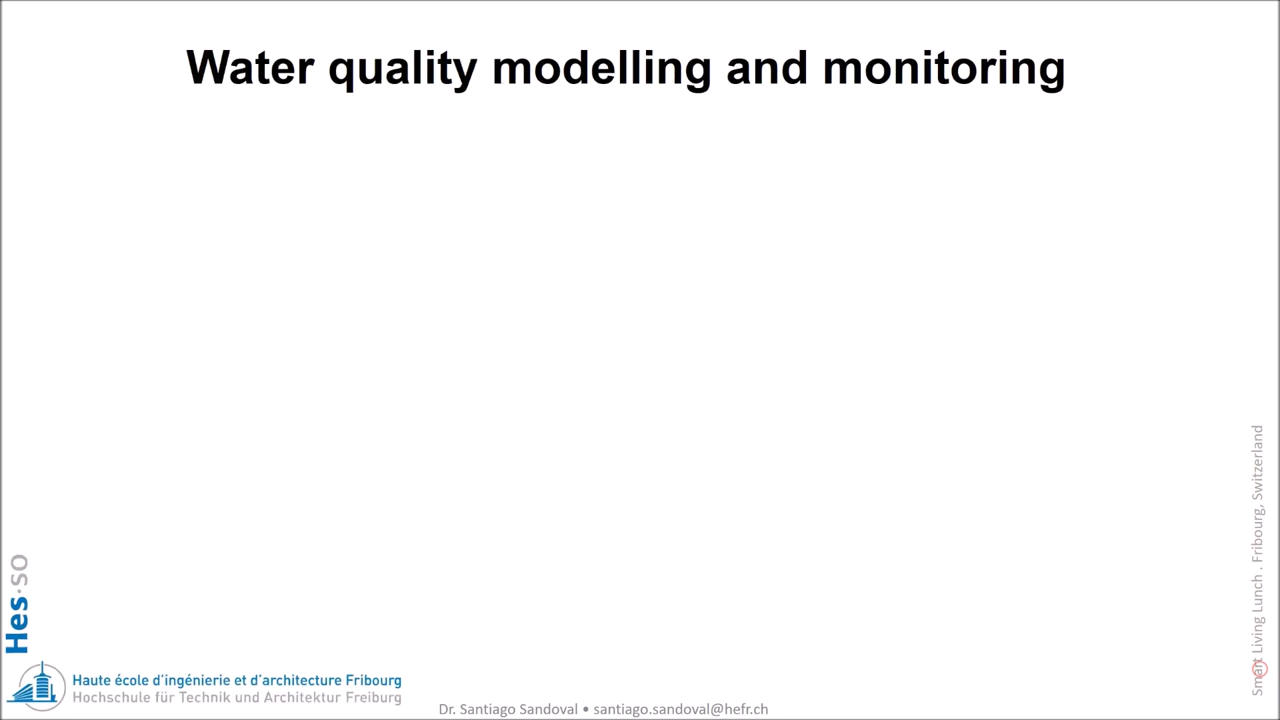 Water quality modelling and monitoring
Smart Living Lunch . Fribourg, Switzerland
Hes·so
Haute école d'ingénierie et d'architecture Fribourg
Hochschule für Technik und Architektur Freiburg
Dr. Santiago Sandoval • santiago.sandoval@hefr.ch